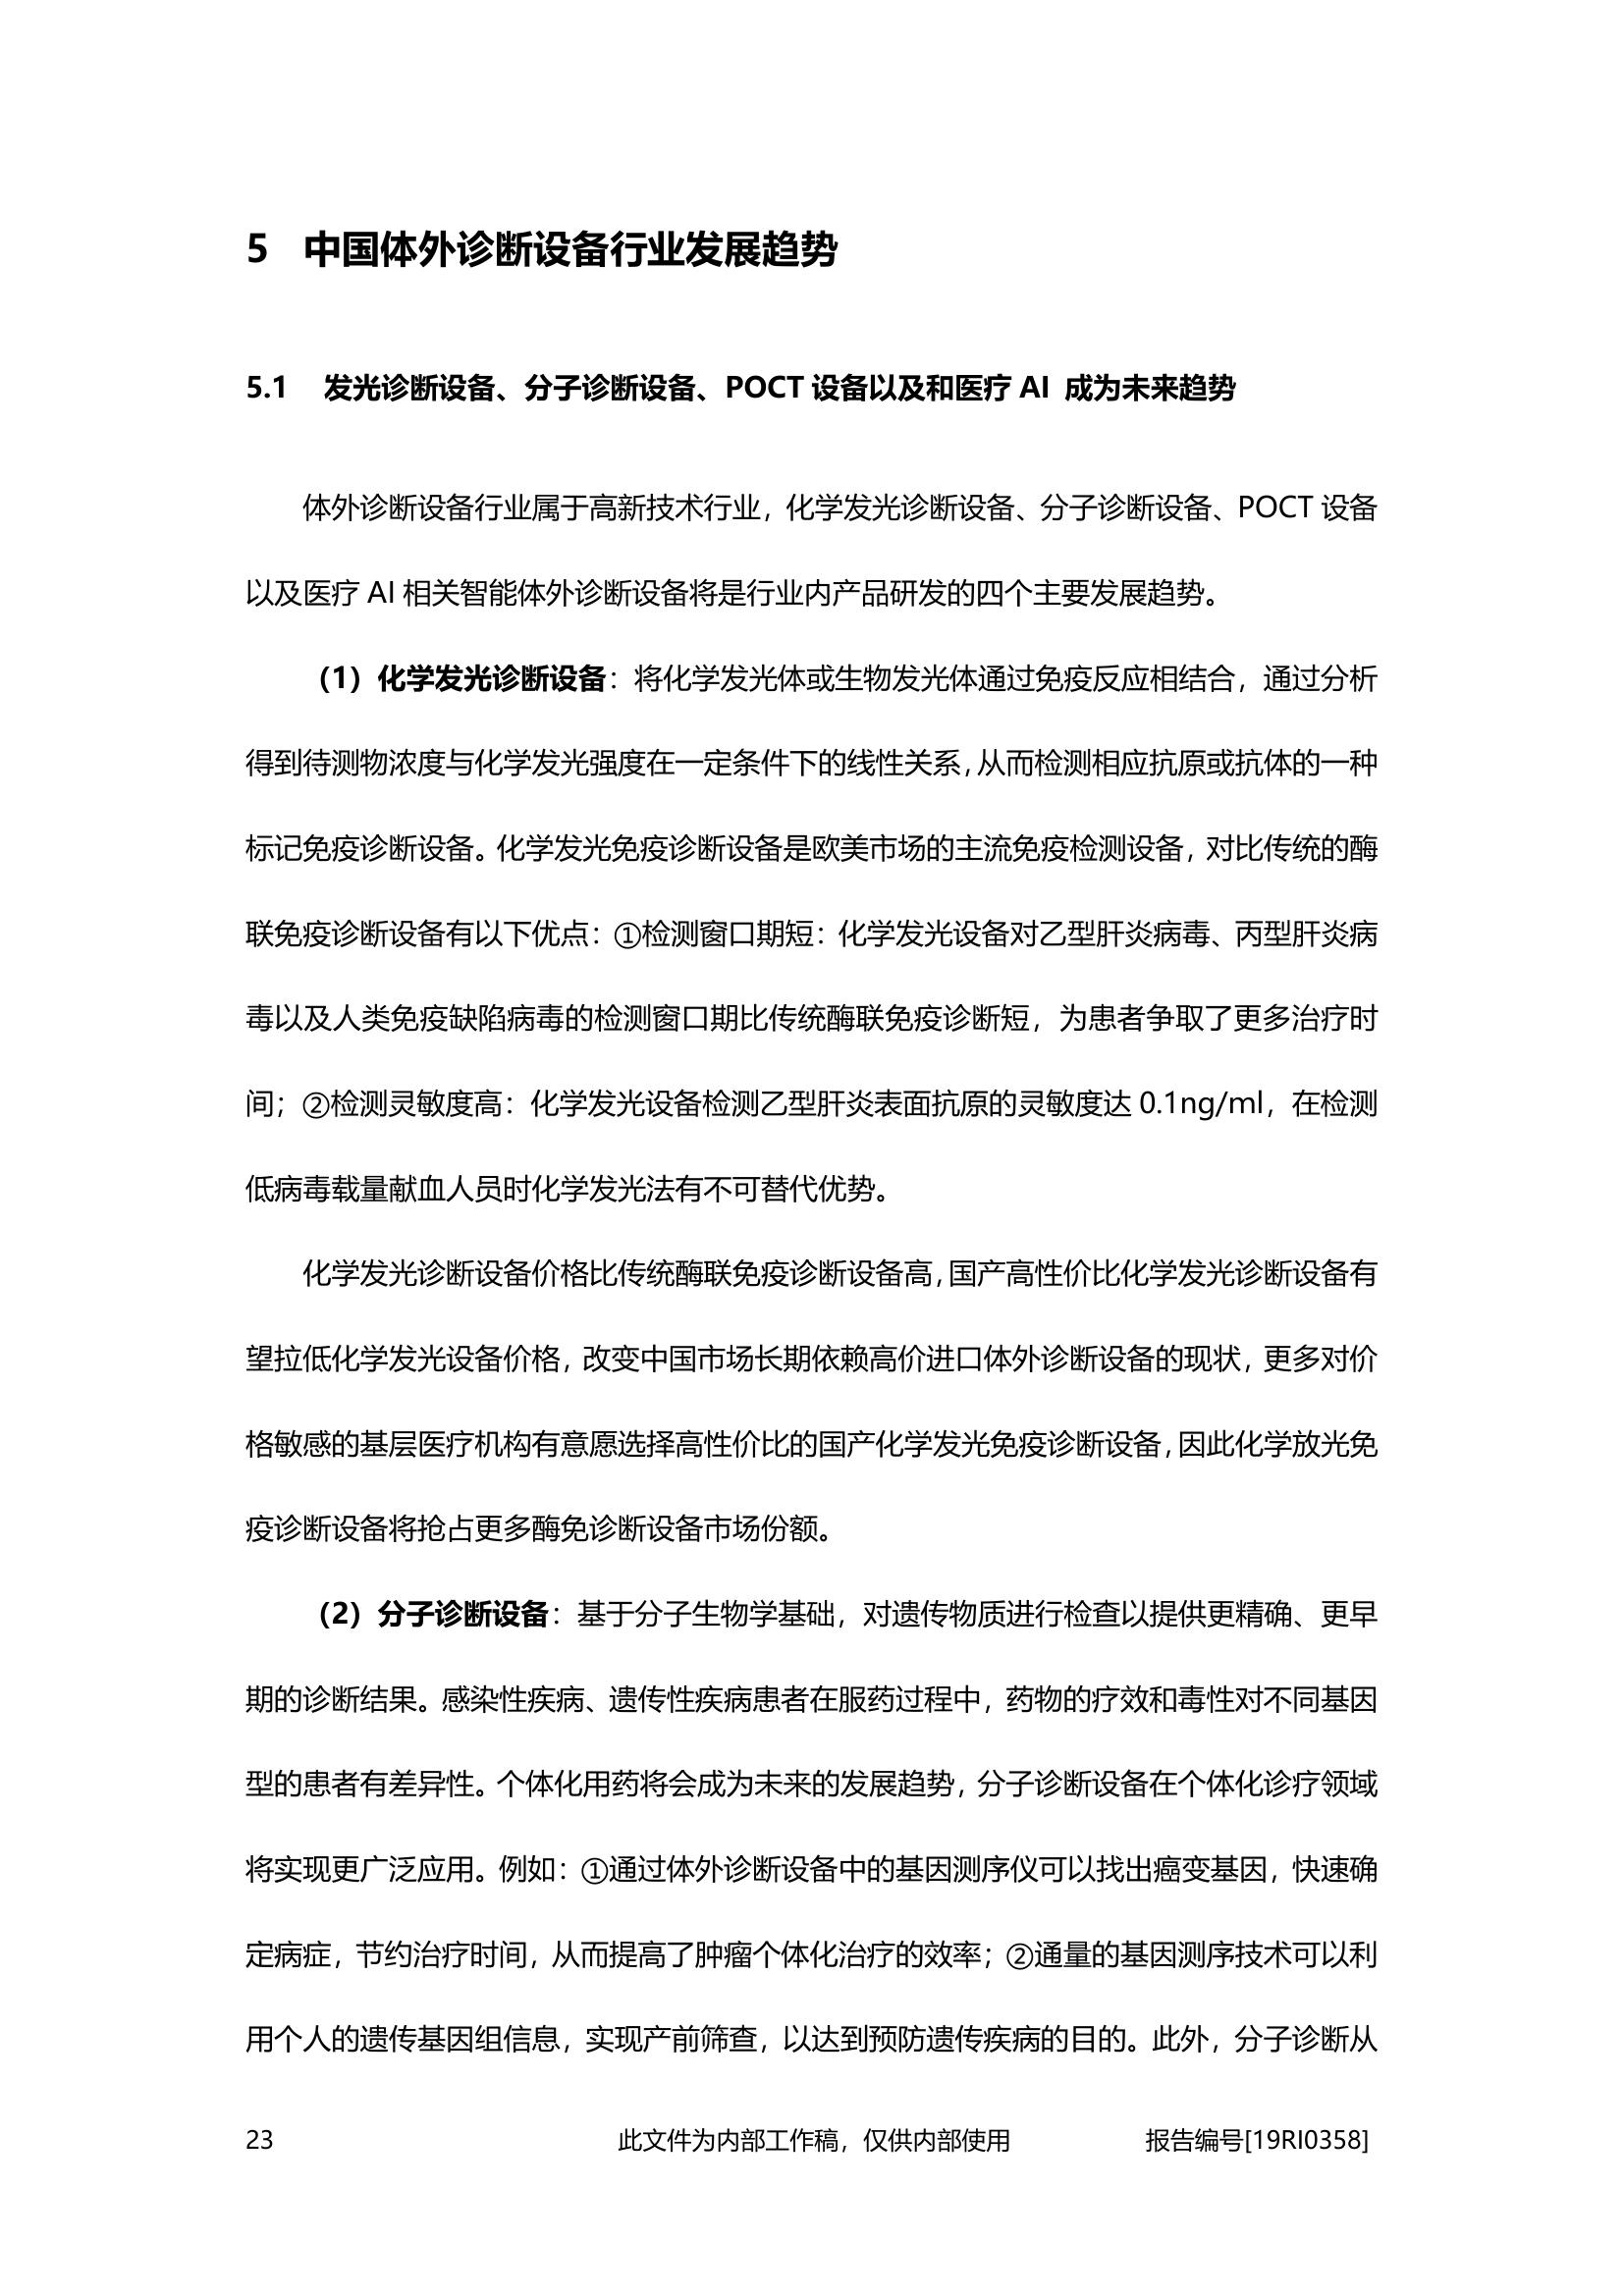 5 中国体外诊断设备行业发展趋势
5.1 发光诊断设备、分子诊断设备、POCT 设备以及和医疗 AI 成为未来趋势
体外诊断设备行业属于高新技术行业，化学发光诊断设备、分子诊断设备、POCT 设备
以及医疗 AI 相关智能体外诊断设备将是行业内产品研发的四个主要发展趋势。
（1）化学发光诊断设备：将化学发光体或生物发光体通过免疫反应相结合，通过分析
得到待测物浓度与化学发光强度在一定条件下的线性关系，从而检测相应抗原或抗体的一种
标记免疫诊断设备。化学发光免疫诊断设备是欧美市场的主流免疫检测设备，对比传统的酶
联免疫诊断设备有以下优点：①检测窗口期短：化学发光设备对乙型肝炎病毒、丙型肝炎病
毒以及人类免疫缺陷病毒的检测窗口期比传统酶联免疫诊断短，为患者争取了更多治疗时
间；②检测灵敏度高：化学发光设备检测乙型肝炎表面抗原的灵敏度达 0.1ng/ml，在检测
低病毒载量献血人员时化学发光法有不可替代优势。
化学发光诊断设备价格比传统酶联免疫诊断设备高，国产高性价比化学发光诊断设备有
望拉低化学发光设备价格，改变中国市场长期依赖高价进口体外诊断设备的现状，更多对价
格敏感的基层医疗机构有意愿选择高性价比的国产化学发光免疫诊断设备，因此化学放光免
疫诊断设备将抢占更多酶免诊断设备市场份额。
（2）分子诊断设备：基于分子生物学基础，对遗传物质进行检查以提供更精确、更早
期的诊断结果。感染性疾病、遗传性疾病患者在服药过程中，药物的疗效和毒性对不同基因
型的患者有差异性。个体化用药将会成为未来的发展趋势，分子诊断设备在个体化诊疗领域
将实现更广泛应用。例如：①通过体外诊断设备中的基因测序仪可以找出癌变基因，快速确
定病症，节约治疗时间，从而提高了肿瘤个体化治疗的效率；②通量的基因测序技术可以利
用个人的遗传基因组信息，实现产前筛查，以达到预防遗传疾病的目的。此外，分子诊断从
23 此文件为内部工作稿，仅供内部使用 报告编号[19RI0358]